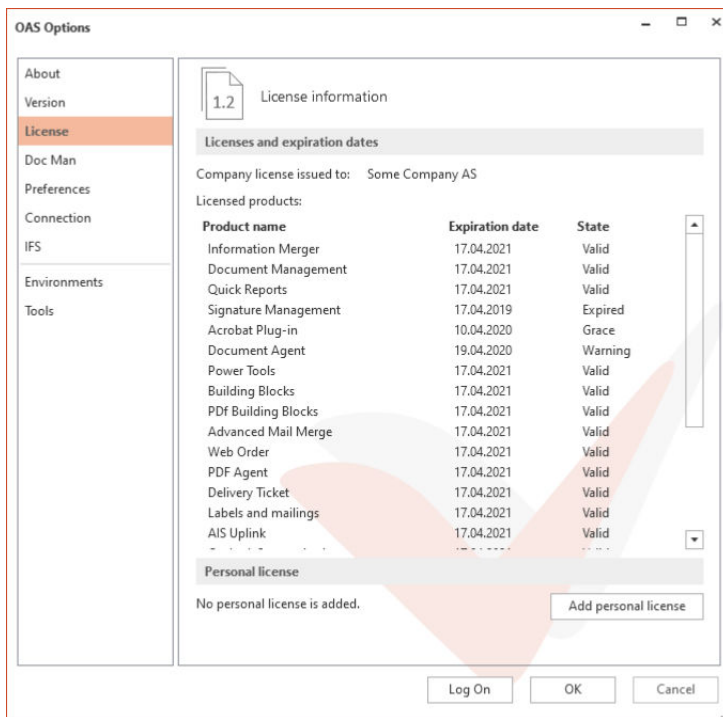 OAS Options
About
Version
License
Doc Man
Preferences
Connection
IFS
Environments
Tools
1.2 License information
Licenses and expiration dates
Company license issued to: Some Company AS
Licensed products:
Product name Expiration date State
Information Merger 17.04.2021 Valid
Document Management 17.04.2021 Valid
Quick Reports 17.04.2021 Valid
Signature Management 17.04.2019 Expired
Acrobat Plug-in 10.04.2020 Grace
Document Agent 19.04.2020 Warning
Power Tools 17.04.2021 Valid
Building Blocks 17.04.2021 Valid
PDf Building Blocks 17.04.2021 Valid
Advanced Mail Merge 17.04.2021 Valid
Web Order 17.04.2021 Valid
PDF Agent 17.04.2021 Valid
Delivery Ticket 17.04.2021 Valid
Labels and mailings 17.04.2021 Valid
AIS Uplink 17.04.2021 Valid
Personal license
No personal license is added.
Add personal license
Log On OK Cancel